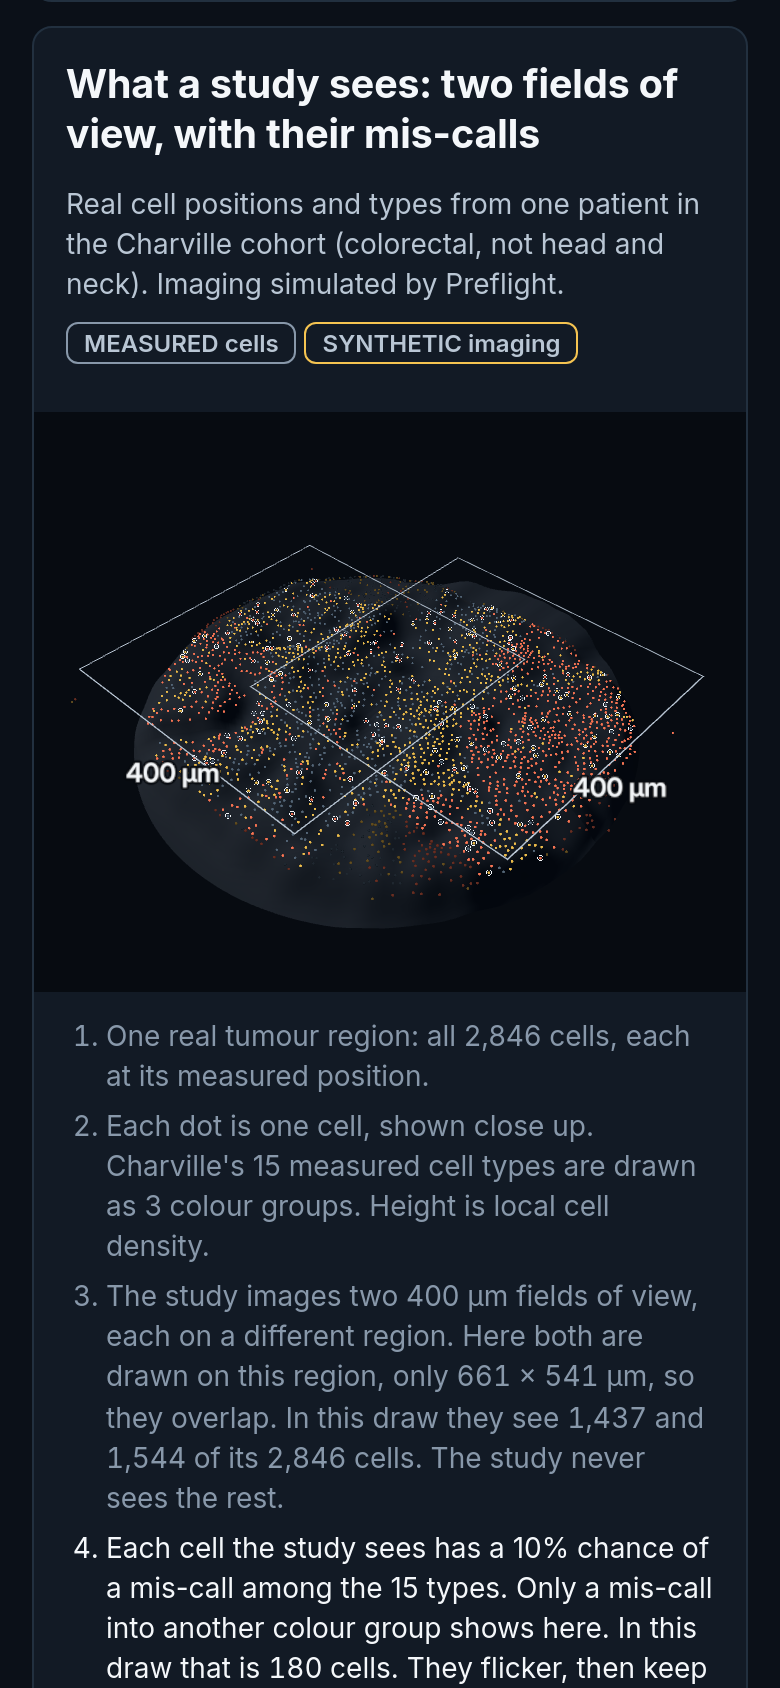 What a study sees: two fields of
view, with their mis-calls
Real cell positions and types from one patient in
the Charville cohort (colorectal, not head and
neck). Imaging simulated by Preflight.
MEASURED cells SYNTHETIC imaging
400 µm 400 µm
1. One real tumour region: all 2,846 cells, each
at its measured position.
2. Each dot is one cell, shown close up.
Charville's 15 measured cell types are drawn
as 3 colour groups. Height is local cell
density.
3. The study images two 400 µm fields of view,
each on a different region. Here both are
drawn on this region, only 661 × 541 µm, so
they overlap. In this draw they see 1,437 and
1,544 of its 2,846 cells. The study never
sees the rest.
4. Each cell the study sees has a 10% chance of
a mis-call among the 15 types. Only a mis-call
into another colour group shows here. In this
draw that is 180 cells. They flicker, then keep